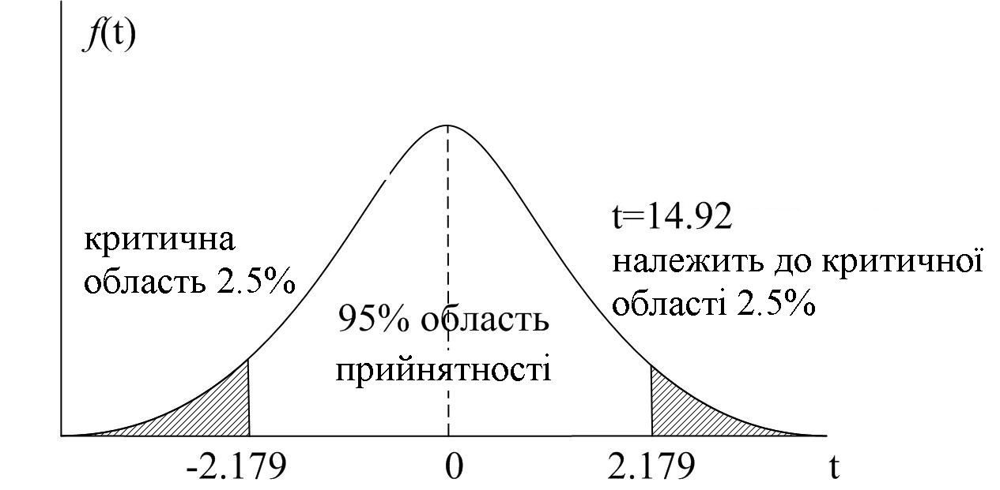 f(t)
t=14.92
критична
належить до критичної
область 2.5%
області 2.5%
95% область
прийнятності
-2.179
0
2.179
t